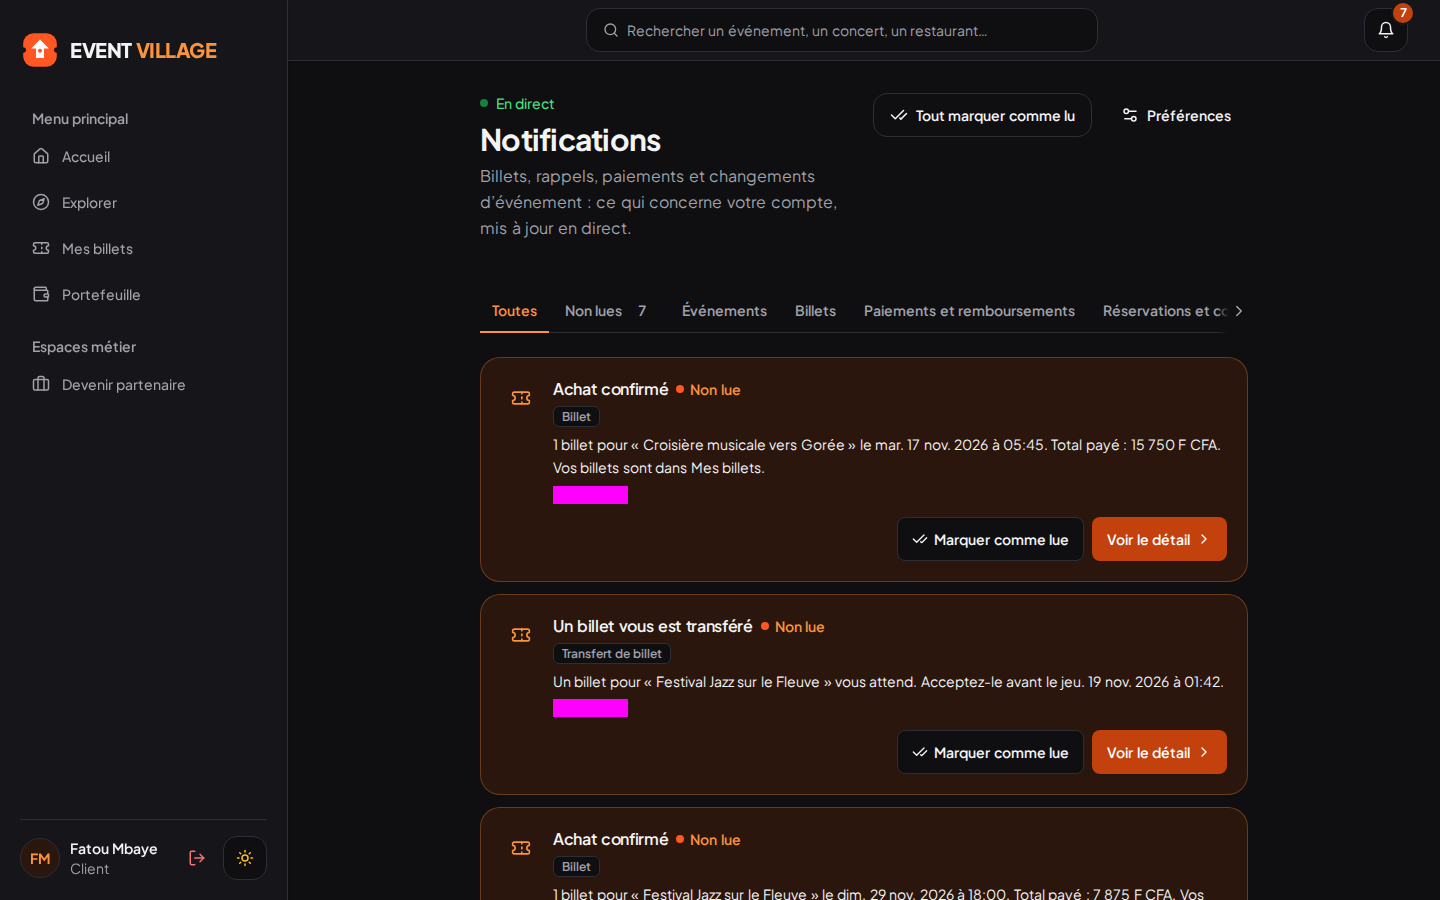 EVENT VILLAGE
Rechercher un événement, un concert, un restaurant…
7
Menu principal
Accueil
Explorer
Mes billets
Portefeuille
Espaces métier
Devenir partenaire
En direct
Notifications
Billets, rappels, paiements et changements
d’événement : ce qui concerne votre compte,
mis à jour en direct.
Tout marquer comme lu
Préférences
Toutes
Non lues 7
Événements
Billets
Paiements et remboursements
Réservations et
Achat confirmé
Non lue
Billet
1 billet pour « Croisière musicale vers Gorée » le mar. 17 nov. 2026 à 05:45. Total payé : 15 750 F CFA.
Vos billets sont dans Mes billets.
Marquer comme lue
Voir le détail
Un billet vous est transféré
Non lue
Transfert de billet
Un billet pour « Festival Jazz sur le Fleuve » vous attend. Acceptez-le avant le jeu. 19 nov. 2026 à 01:42.
Marquer comme lue
Voir le détail
Achat confirmé
Non lue
Billet
1 billet pour « Festival Jazz sur le Fleuve » le dim. 29 nov. 2026 à 18:00. Total payé : 7 875 F CFA. Vos
FM
Fatou Mbaye
Client